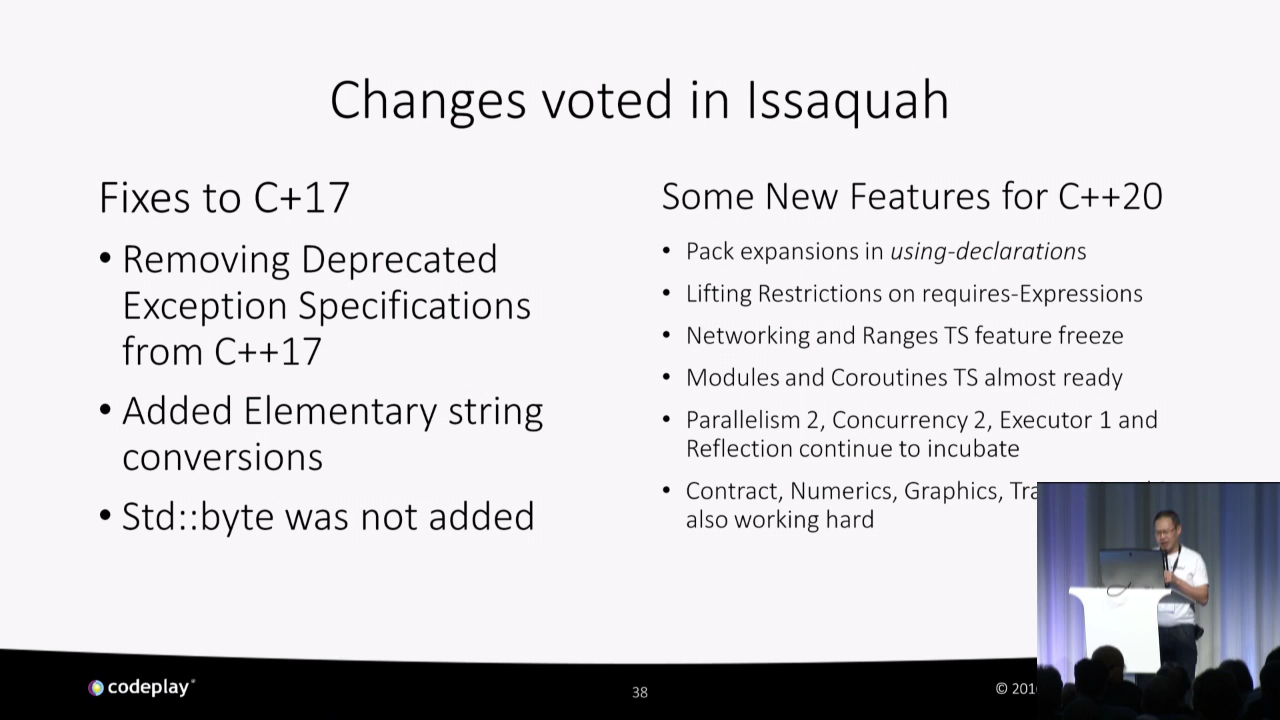 Changes voted in Issaquah
Fixes to C+17
• Removing Deprecated
Exception Specifications
from C++17
• Added Elementary string
conversions
• Std::byte was not added
Some New Features for C++20
• Pack expansions in using-declarations
• Lifting Restrictions on requires-Expressions
• Networking and Ranges TS feature freeze
• Modules and Coroutines TS almost ready
• Parallelism 2, Concurrency 2, Executor 1 and
Reflection continue to incubate
• Contract, Numerics, Graphics,
also working hard
codeplay®
38
©